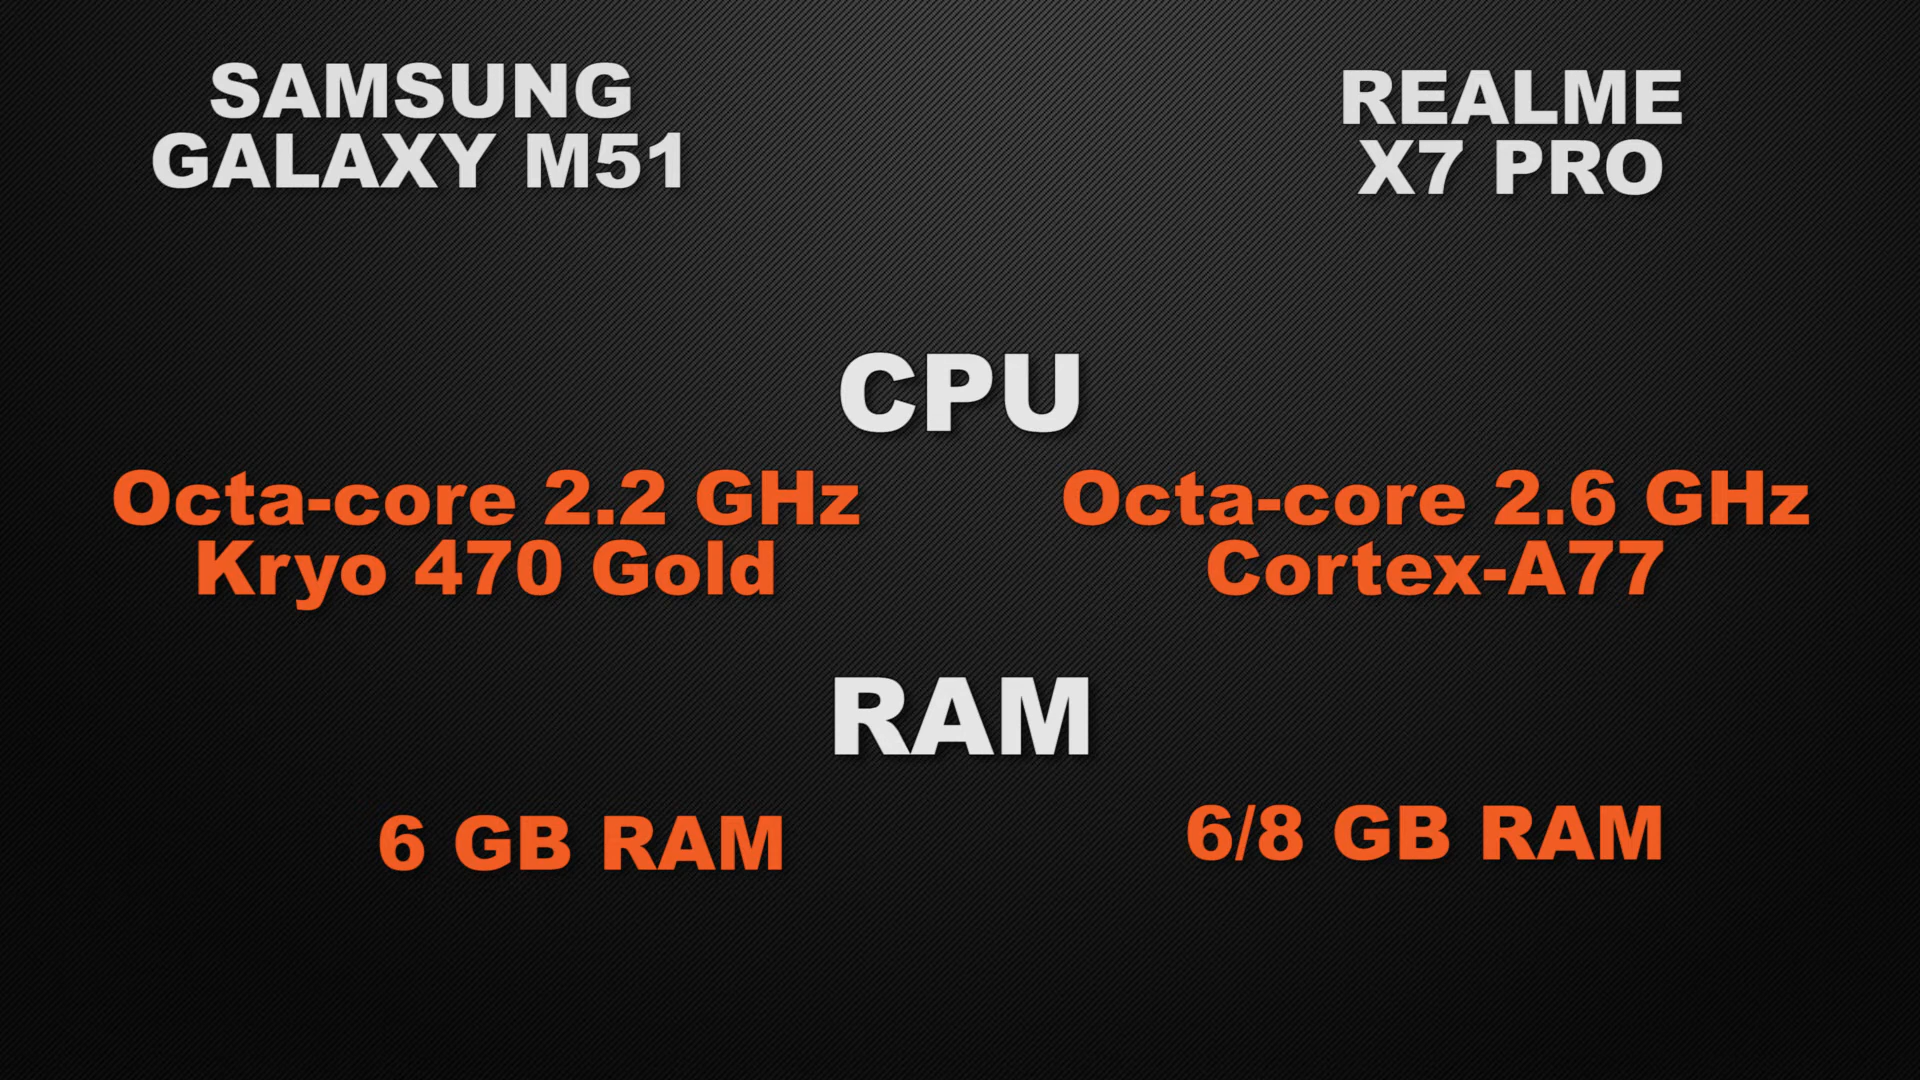 SAMSUNG
GALAXY M51
REALME
X7 PRO
CPU
Octa-core 2.2 GHz
Kryo 470 Gold
Octa-core 2.6 GHz
Cortex-A77
RAM
6 GB RAM
6/8 GB RAM